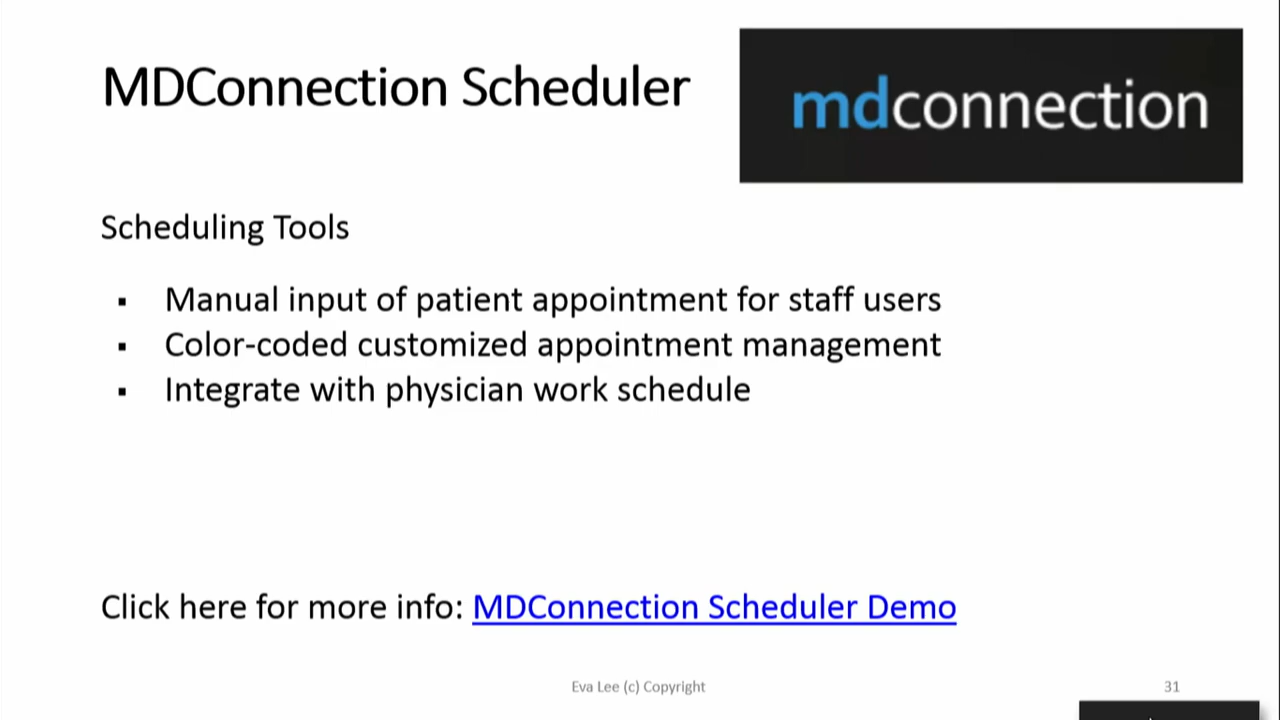 MDConnection Scheduler
mdconnection
Scheduling Tools
▪ Manual input of patient appointment for staff users
▪ Color-coded customized appointment management
▪ Integrate with physician work schedule
Click here for more info: MDConnection Scheduler Demo
Eva Lee (c) Copyright
31